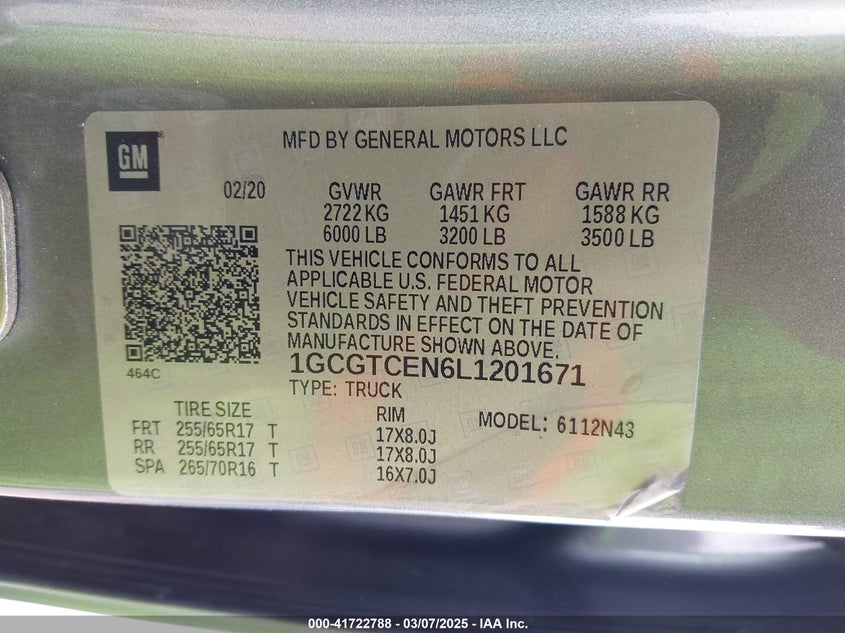 GM
MFD BY GENERAL MOTORS LLC
02/20 GVWR GAWR FRT GAWR RR
2722 KG 1451 KG 1588 KG
6000 LB 3200 LB 3500 LB
THIS VEHICLE CONFORMS TO ALL
APPLICABLE U.S. FEDERAL MOTOR
VEHICLE SAFETY AND THEFT PREVENTION
STANDARDS IN EFFECT ON THE DATE OF
MANUFACTURE SHOWN ABOVE.
464C
1GCGTCEN6L1201671
TYPE: TRUCK
TIRE SIZE RIM MODEL: 6112N43
FRT 255/65R17 T 17X8.0J
RR 255/65R17 T 17X8.0J
SPA 265/70R16 T 16X7.0J
000-41722788 - 03/07/2025 - IAA Inc.